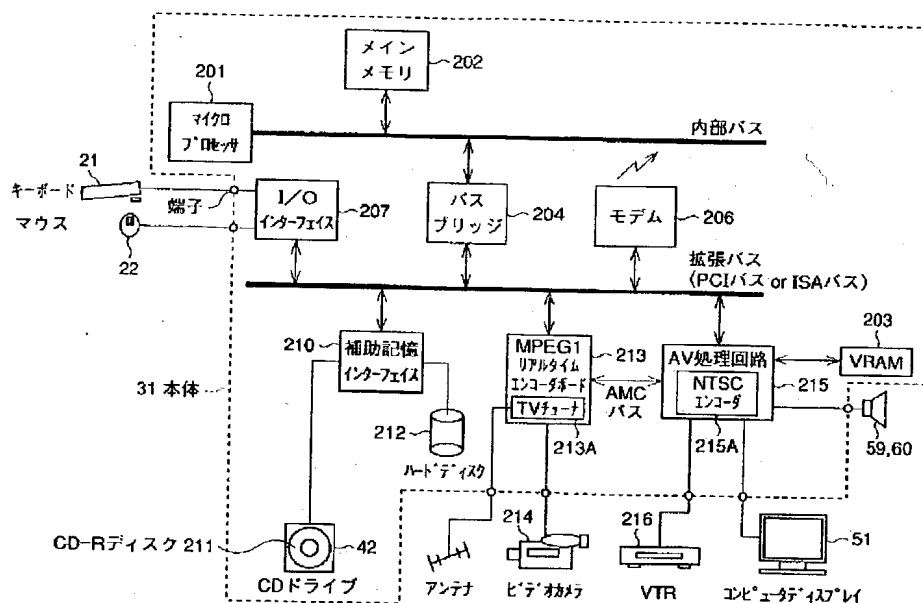 メイン
メモリ
202
201
マイクロ
プロセッサ
内部バス
21
キーボード
端子
I/O
インターフェイス
207
バス
ブリッジ
204
モデム
206
マウス
22
拡張バス
(PCIバス or ISAバス)
210
補助記憶
インターフェイス
MPEG1
リアルタイム
エンコーダボード
TVチューナ
213
213A
AMC
バス
AV処理回路
NTSC
エンコーダ
215
215A
203
VRAM
31 本体
212
ハードディスク
59,60
CD-Rディスク 211
42
CDドライブ
アンテナ
214
ビデオカメラ
216
VTR
51
コンピュータディスプレイ